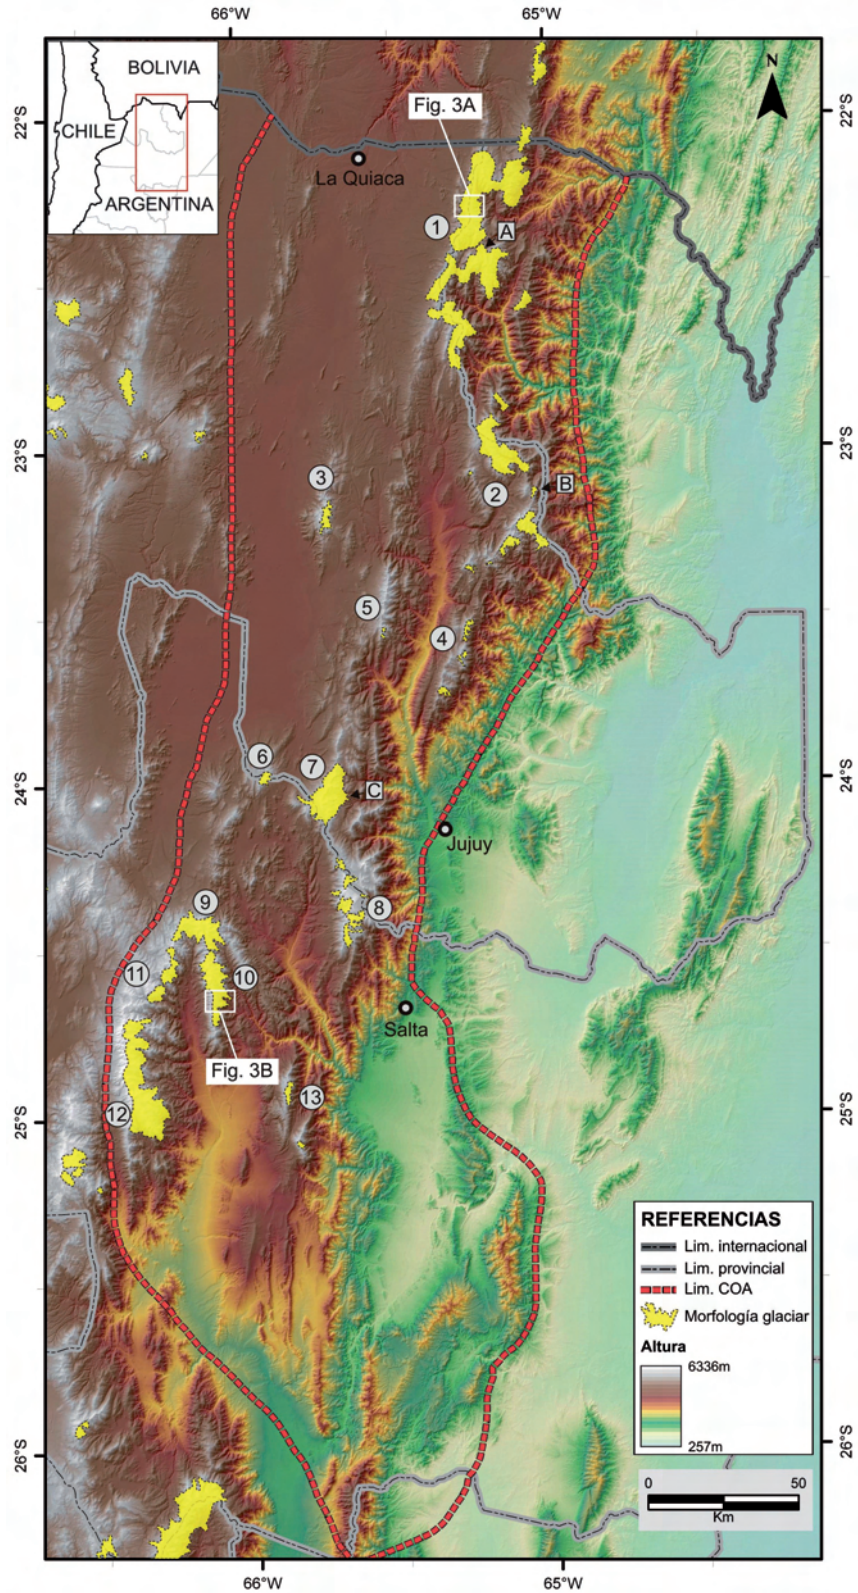 66°W
65°W
BOLIVIA
CHILE
ARGENTINA
N
22°S
22°S
Fig. 3A
La Quiaca
1
A
23°S
23°S
3
2
B
5
4
6
7
C
24°S
24°S
Jujuy
8
9
11
10
Salta
Fig. 3B
13
12
25°S
25°S
REFERENCIAS
Lim. internacional
Lim. provincial
Lim. COA
Morfología glaciar
Altura
6336m
257m
26°S
26°S
0
50
Km
66°W
65°W